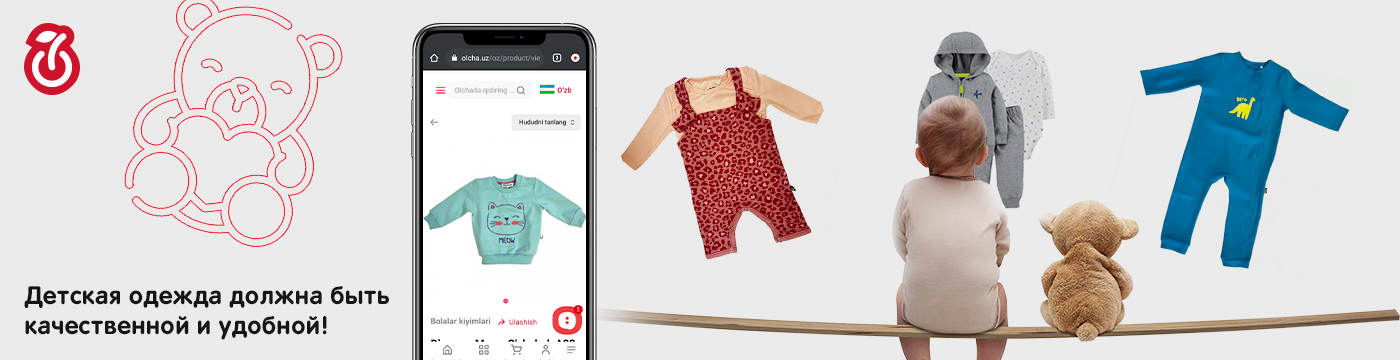 Детская одежда должна быть
качественной и удобной!
olcha.uz/oz/product/vie
3
Olchada qidiring ...
O'zb
Hududni tanlang
MEOW
Bolalar kiyimlari
Ulashish